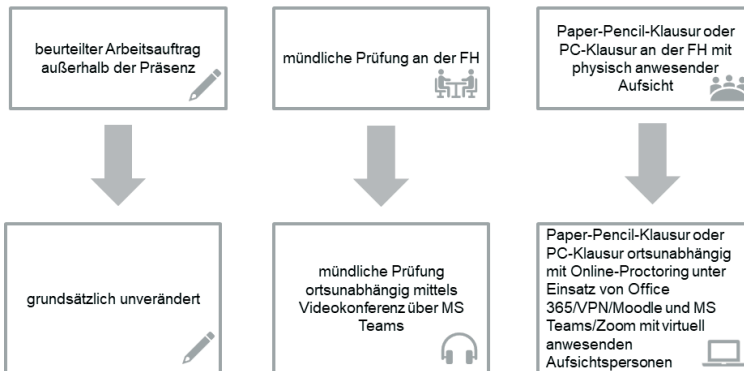 beurteilter Arbeitsauftrag
außerhalb der Präsenz
mündliche Prüfung an der FH
Paper-Pencil-Klausur oder
PC-Klausur an der FH mit
physisch anwesender
Aufsicht
grundsätzlich unverändert
mündliche Prüfung
ortsunabhängig mittels
Videokonferenz über MS
Teams
Paper-Pencil-Klausur oder
PC-Klausur ortsunabhängig
mit Online-Proctoring unter
Einsatz von Office
365/VPN/Moodle und MS
Teams/Zoom mit virtuell
anwesenden
Aufsichtspersonen